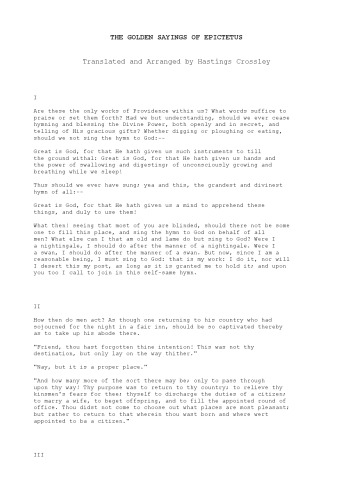 THE GOLDEN SAYINGS OF EPICTETUS
Translated and Arranged by Hastings Crossley
I
Are these the only works of Providence within us? What words suffice to
praise or set them forth? Had we but understanding, should we ever cease
hymning and blessing the Divine Power, both openly and in secret, and
telling of His gracious gifts? Whether digging or ploughing or eating,
should we not sing the hymn to God:--
Great is God, for that He hath given us such instruments to till
the ground withal: Great is God, for that He hath given us hands and
the power of swallowing and digesting; of unconsciously growing and
breathing while we sleep!
Thus should we ever have sung; yea and this, the grandest and divinest
hymn of all:--
Great is God, for that He hath given us a mind to apprehend these
things, and duly to use them!
What then! seeing that most of you are blinded, should there not be some
one to fill this place, and sing the hymn to God on behalf of all
men? What else can I that am old and lame do but sing to God? Were I
a nightingale, I should do after the manner of a nightingale. Were I
a swan, I should do after the manner of a swan. But now, since I am a
reasonable being, I must sing to God: that is my work: I do it, nor will
I desert this my post, as long as it is granted me to hold it; and upon
you too I call to join in this self-same hymn.
II
How then do men act? As though one returning to his country who had
sojourned for the night in a fair inn, should be so captivated thereby
as to take up his abode there.
"Friend, thou hast forgotten thine intention! This was not thy
destination, but only lay on the way thither."
"Nay, but it is a proper place."
"And how many more of the sort there may be; only to pass through
upon thy way! Thy purpose was to return to thy country; to relieve thy
kinsmen's fears for thee; thyself to discharge the duties of a citizen;
to marry a wife, to beget offspring, and to fill the appointed round of
office. Thou didst not come to choose out what places are most pleasant;
but rather to return to that wherein thou wast born and where wert
appointed to be a citizen."
III